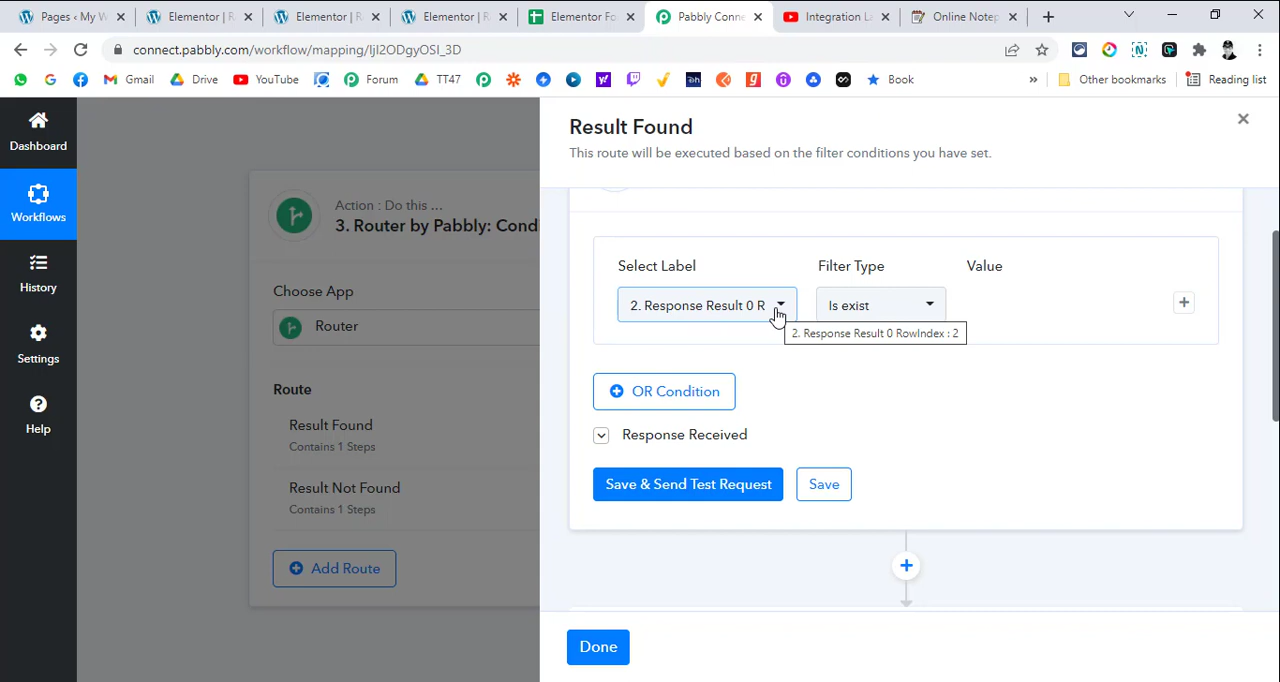 Pages ‹ My W
Elementor | R
Elementor | R
Elementor | R
Elementor Fo
Pabbly Conne
Integration L
Online Notep
connect.pabbly.com/workflow/mapping/IjI2ODgyOSI_3D
Gmail
Drive
YouTube
Forum
TT47
Book
»
Other bookmarks
Reading list
Dashboard
Workflows
History
Settings
Help
Action : Do this ...
3. Router by Pabbly: Cond
Choose App
Router
Route
Result Found
Contains 1 Steps
Result Not Found
Contains 1 Steps
Add Route
Result Found
This route will be executed based on the filter conditions you have set.
Select Label
Filter Type
Value
2. Response Result 0 R
Is exist
2. Response Result 0 RowIndex : 2
OR Condition
Response Received
Save & Send Test Request
Save
Done